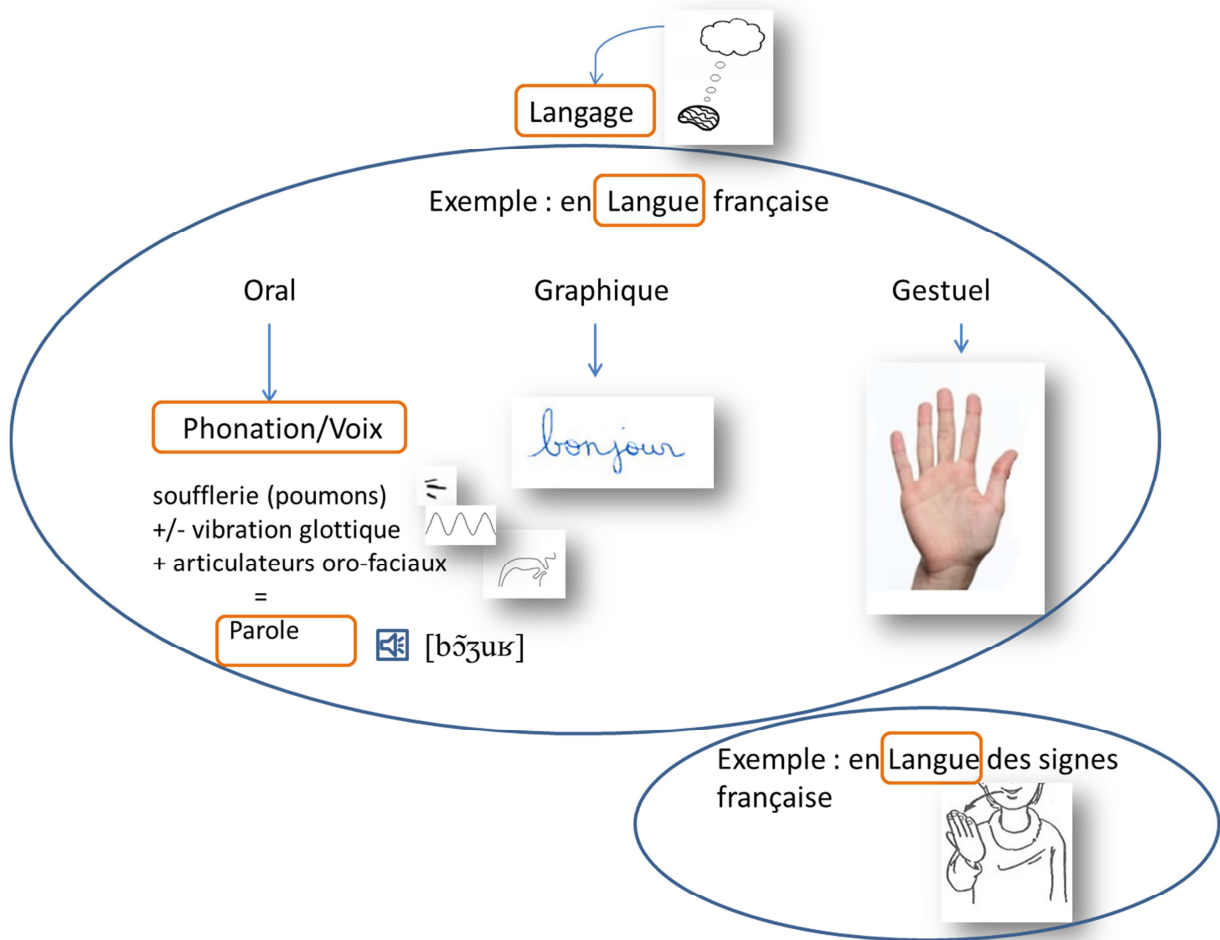 Langage
Exemple : en Langue française
Oral
Graphique
Gestuel
Phonation/Voix
bonjour
soufflerie (poumons)
+/- vibration glottique
+ articulateurs oro-faciaux
=
Parole
[bɔ̃ʒuʁ]
Exemple : en Langue des signes
française